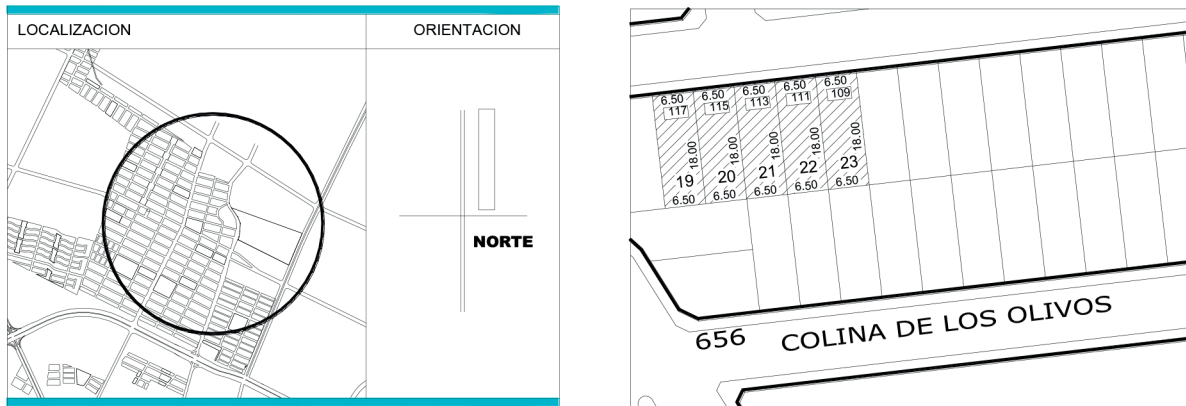 LOCALIZACION
ORIENTACION
NORTE
6.50 6.50 6.50 6.50 6.50
117 115 113 111 109
18.00 18.00 18.00 18.00 18.00
19 20 21 22 23
6.50 6.50 6.50 6.50 6.50
656 COLINA DE LOS OLIVOS